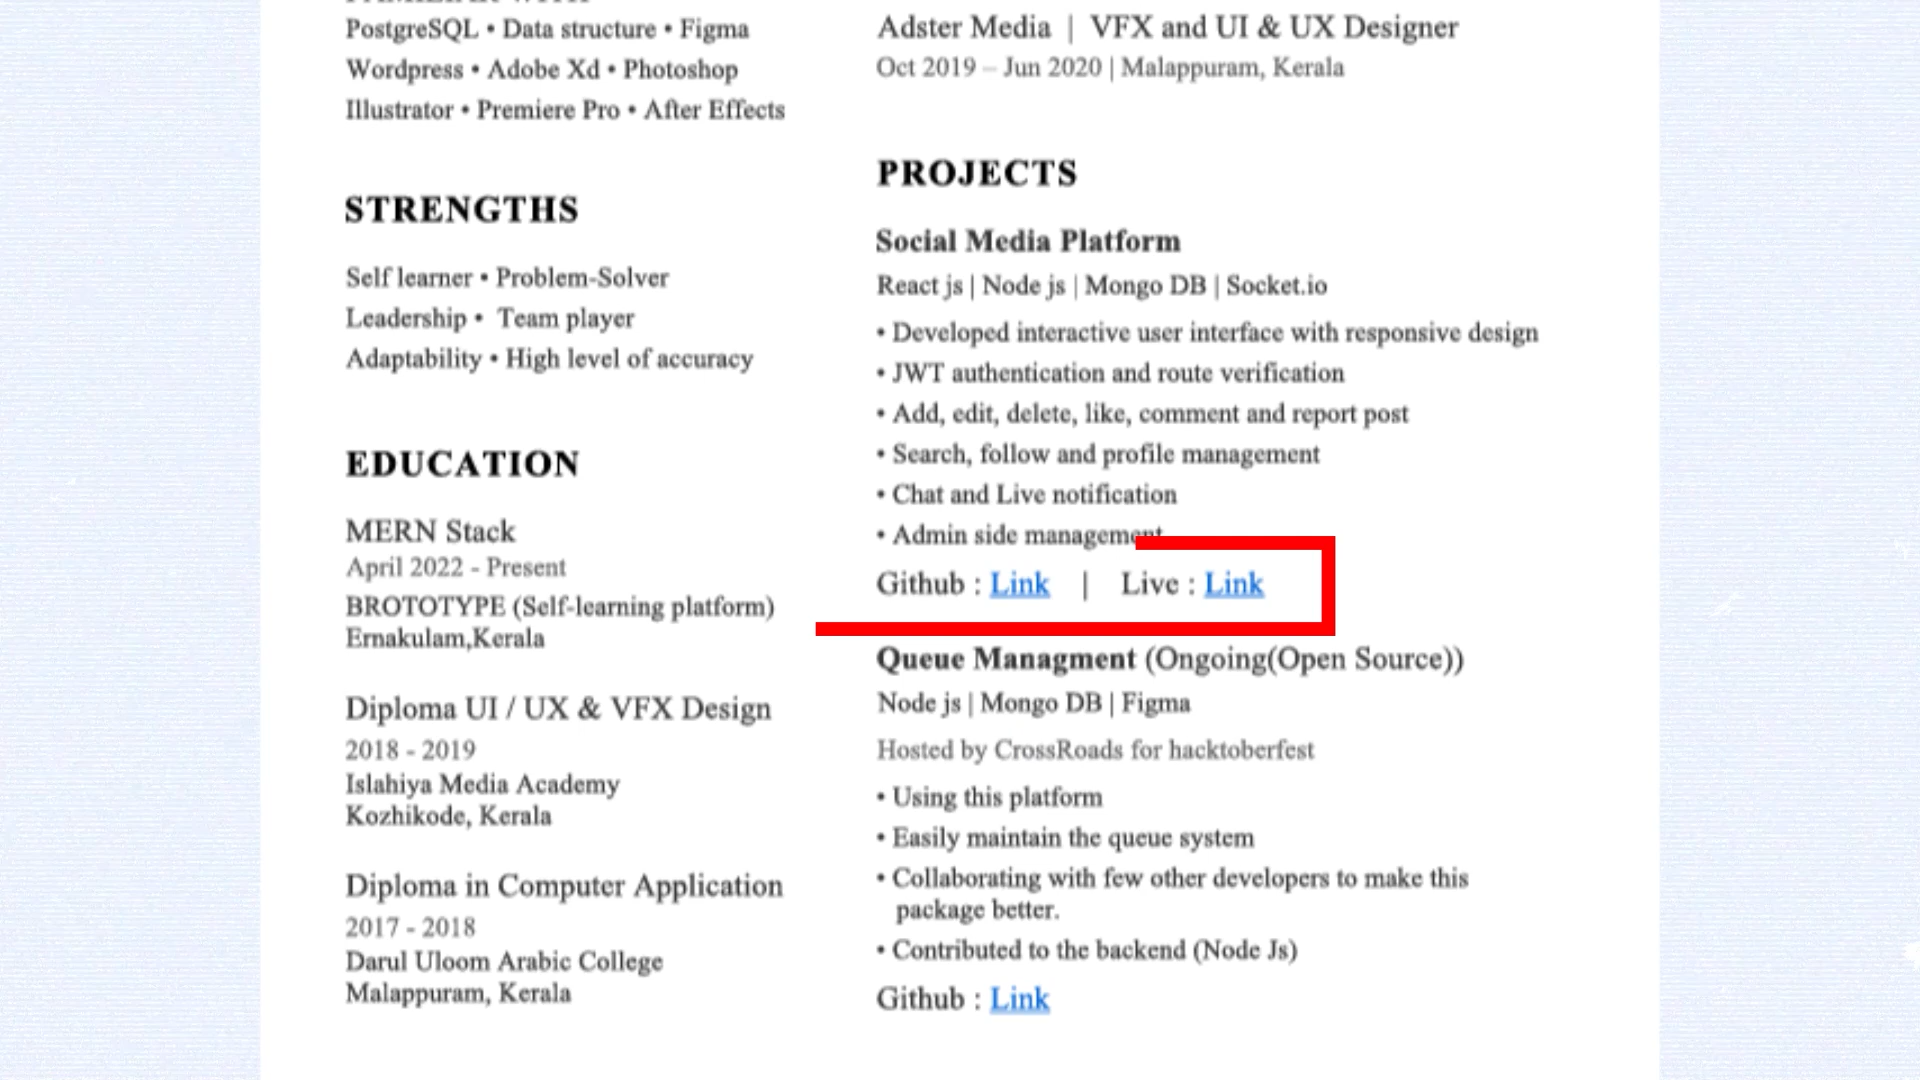 PostgreSQL • Data structure • Figma
Wordpress • Adobe Xd • Photoshop
Illustrator • Premiere Pro • After Effects
STRENGTHS
Self learner • Problem-Solver
Leadership • Team player
Adaptability • High level of accuracy
EDUCATION
MERN Stack
April 2022 - Present
BROTOTYPE (Self-learning platform)
Ernakulam,Kerala
Diploma UI / UX & VFX Design
2018 - 2019
Islahiya Media Academy
Kozhikode, Kerala
Diploma in Computer Application
2017 - 2018
Darul Uloom Arabic College
Malappuram, Kerala
Adster Media | VFX and UI & UX Designer
Oct 2019 – Jun 2020 | Malappuram, Kerala
PROJECTS
Social Media Platform
React js | Node js | Mongo DB | Socket.io
• Developed interactive user interface with responsive design
• JWT authentication and route verification
• Add, edit, delete, like, comment and report post
• Search, follow and profile management
• Chat and Live notification
• Admin side management
Github : Link | Live : Link
Queue Managment (Ongoing(Open Source))
Node js | Mongo DB | Figma
Hosted by CrossRoads for hacktoberfest
• Using this platform
• Easily maintain the queue system
• Collaborating with few other developers to make this
package better.
• Contributed to the backend (Node Js)
Github : Link